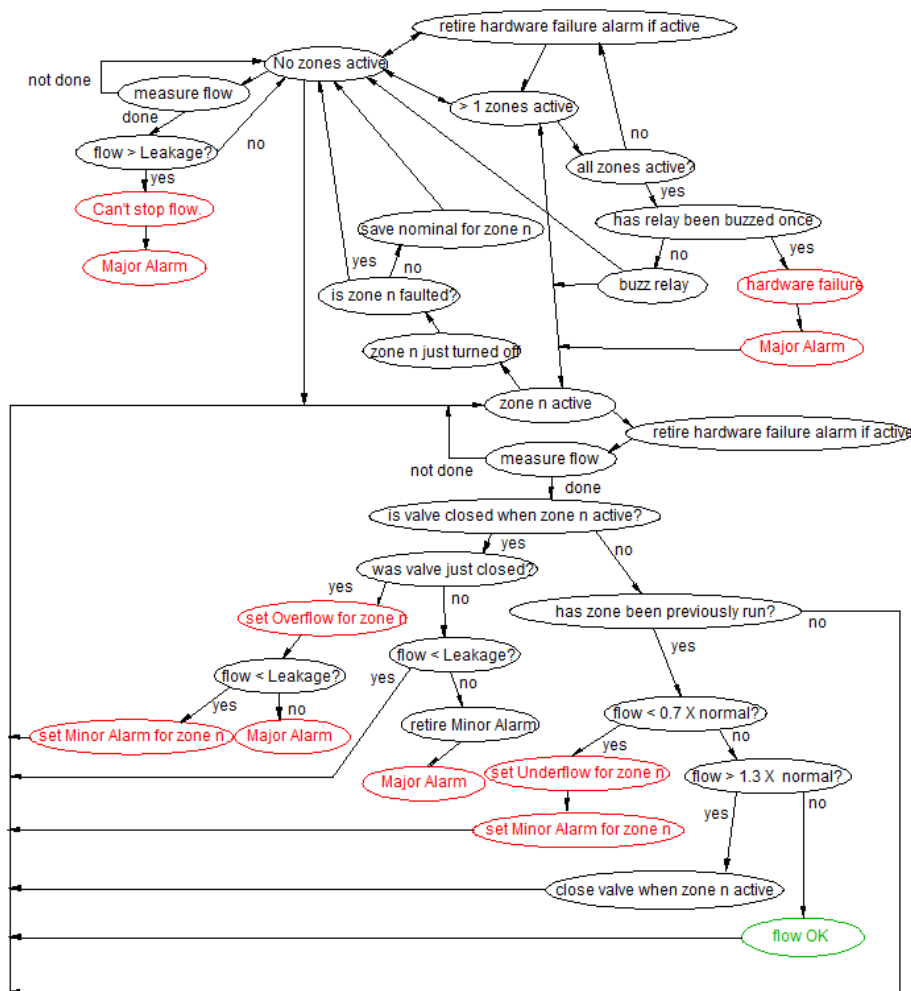 retire hardware failure alarm if active
No zones active
not done
measure flow
> 1 zones active
done
no
flow > Leakage?
no
all zones active?
yes
yes
Can't stop flow.
has relay been buzzed once
save nominal for zone n
no
yes
Major Alarm
yes
no
is zone n faulted?
buzz relay
hardware failure
zone n just turned off
Major Alarm
zone n active
retire hardware failure alarm if active
measure flow
not done
done
is valve closed when zone n active?
yes
no
was valve just closed?
yes
no
set Overflow for zone n
has zone been previously run?
no
flow < Leakage?
yes
yes
flow < Leakage?
no
yes
no
flow < 0.7 X normal?
retire Minor Alarm
set Minor Alarm for zone n
Major Alarm
yes
no
set Underflow for zone n
flow > 1.3 X normal?
Major Alarm
yes
no
set Minor Alarm for zone n
close valve when zone n active
flow OK